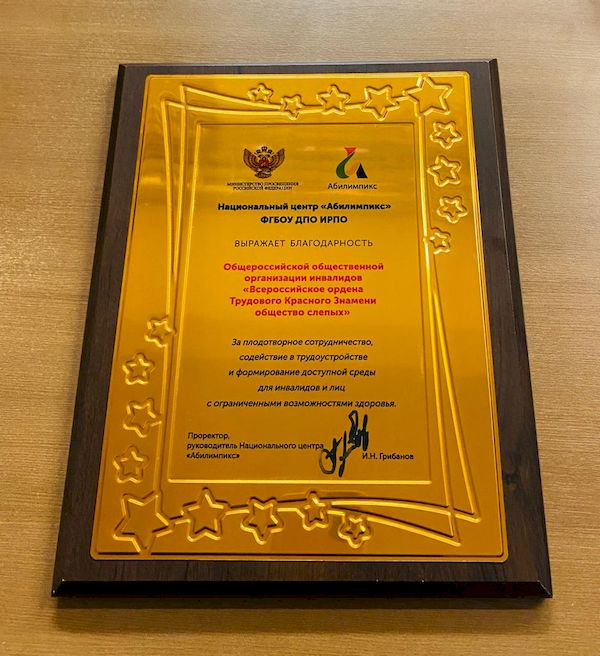 МИНИСТЕРСТВО ПРОСВЕЩЕНИЯ
РОССИЙСКОЙ ФЕДЕРАЦИИ
Абилимпикс
Национальный центр «Абилимпикс»
ФГБОУ ДПО ИРПО
ВЫРАЖАЕТ БЛАГОДАРНОСТЬ
Общероссийской общественной
организации инвалидов
«Всероссийское ордена
Трудового Красного Знамени
общество слепых»
За плодотворное сотрудничество,
содействие в трудоустройстве
и формирование доступной среды
для инвалидов и лиц
с ограниченными возможностями здоровья.
Проректор,
руководитель Национального центра
«Абилимпикс»
И.Н. Грибанов